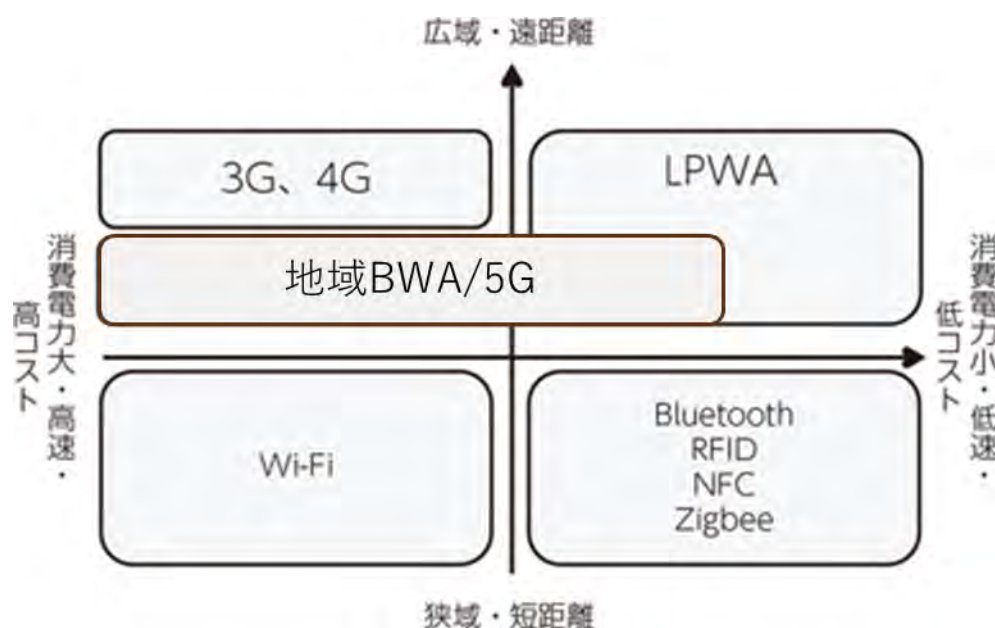 広域・遠距離
3G、4G
LPWA
地域BWA/5G
消費電力大・高速・
高コスト
消費電力小・低速・
低コスト
Wi-Fi
Bluetooth
RFID
NFC
Zigbee
狭域・短距離